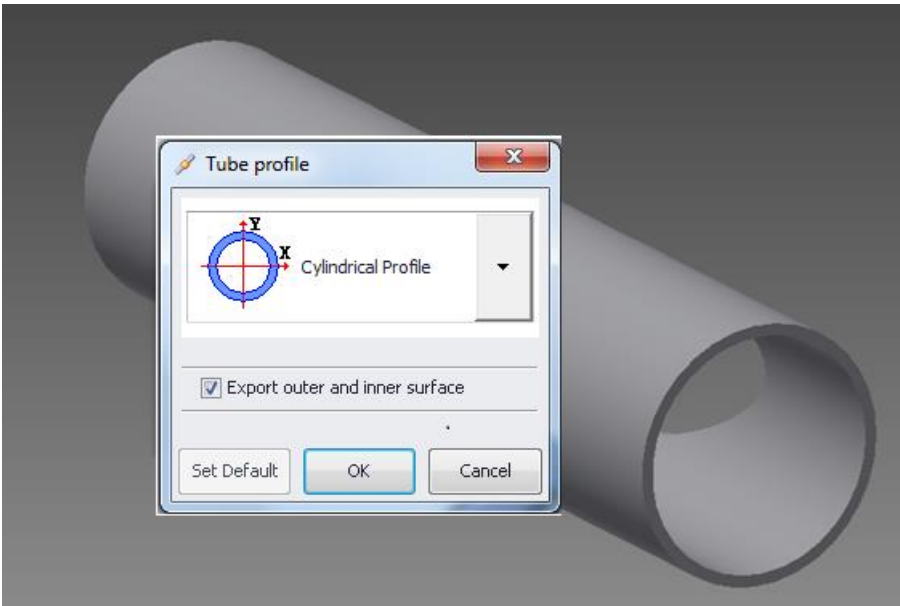 Tube profile
Y
X
Cylindrical Profile
Export outer and inner surface
Set Default
OK
Cancel